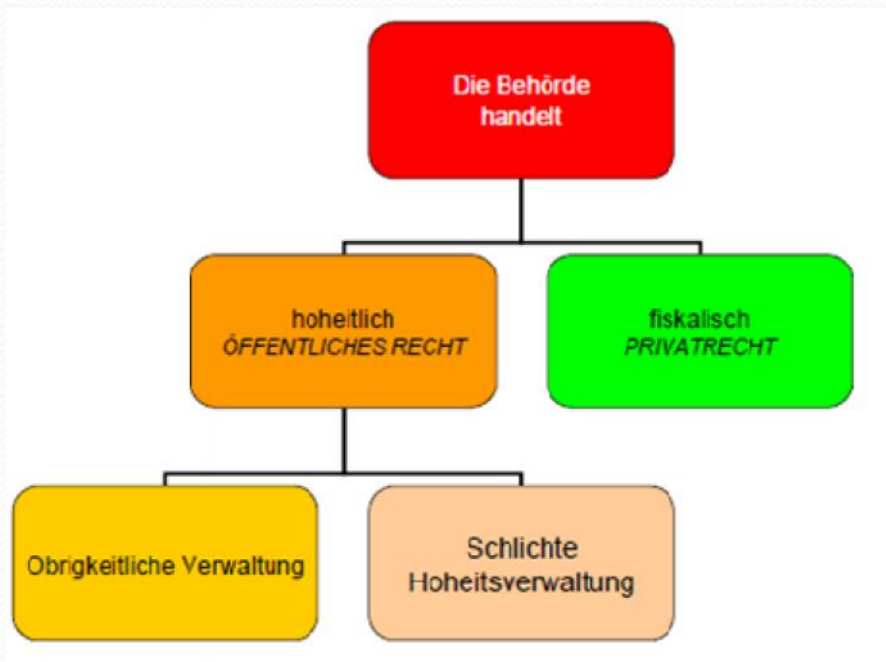 Die Behörde
handelt
hoheitlich
ÖFFENTLICHES RECHT
fiskalisch
PRIVATRECHT
Obrigkeitliche Verwaltung
Schlichte
Hoheitsverwaltung